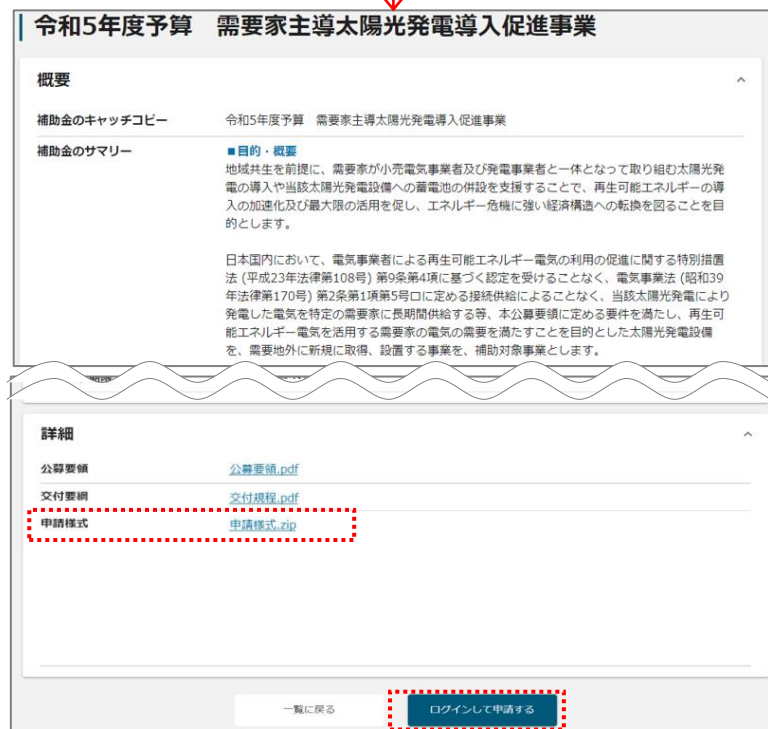 令和5年度予算　需要家主導太陽光発電導入促進事業
概要
補助金のキャッチコピー　令和5年度予算　需要家主導太陽光発電導入促進事業
補助金のサマリー　■目的・概要
地域共生を前提に、需要家が小売電気事業者及び発電事業者と一体となって取り組む太陽光発
電の導入や当該太陽光発電設備への蓄電池の併設を支援することで、再生可能エネルギーの導
入の加速化及び最大限の活用を促し、エネルギー危機に強い経済構造への転換を図ることを目
的とします。
日本国内において、電気事業者による再生可能エネルギー電気の利用の促進に関する特別措置
法 (平成23年法律第108号) 第9条第4項に基づく認定を受けることなく、電気事業法 (昭和39
年法律第170号) 第2条第1項第5号ロに定める接続供給によることなく、当該太陽光発電により
発電した電気を特定の需要家に長期間供給する等、本公募要領に定める要件を満たし、再生可
能エネルギー電気を活用する需要家の電気の需要を満たすことを目的とした太陽光発電設備
を、需要地外に新規に取得、設置する事業を、補助対象事業とします。
詳細
公募要領　公募要領.pdf
交付要綱　交付規程.pdf
申請様式　申請様式.zip
一覧に戻る　ログインして申請する